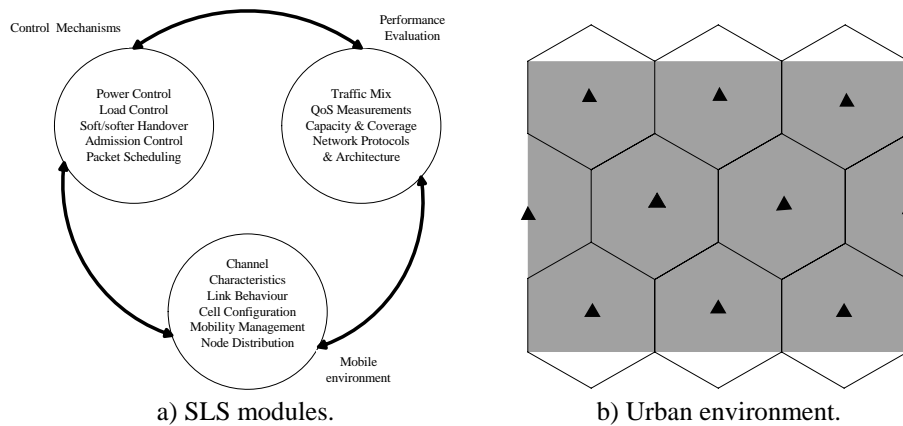 Control Mechanisms
Performance
Evaluation
Power Control
Load Control
Soft/softer Handover
Admission Control
Packet Scheduling
Traffic Mix
QoS Measurements
Capacity & Coverage
Network Protocols
& Architecture
Channel
Characteristics
Link Behaviour
Cell Configuration
Mobility Management
Node Distribution
Mobile
environment
a) SLS modules.
b) Urban environment.